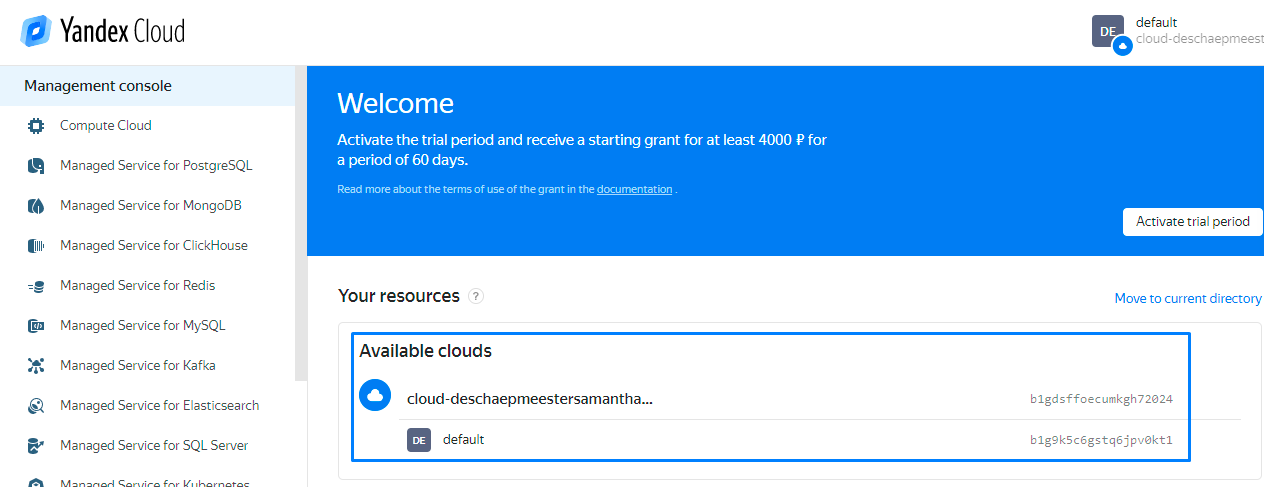 Yandex Cloud
DE
default
cloud-deschaepmeest
Management console
Compute Cloud
Managed Service for PostgreSQL
Managed Service for MongoDB
Managed Service for ClickHouse
Managed Service for Redis
Managed Service for MySQL
Managed Service for Kafka
Managed Service for Elasticsearch
Managed Service for SQL Server
Managed Service for Kubernetes
Welcome
Activate the trial period and receive a starting grant for at least 4000 ₽ for
a period of 60 days.
Read more about the terms of use of the grant in the documentation .
Activate trial period
Your resources ?
Move to current directory
Available clouds
cloud-deschaepmeestersamantha... b1gdsffoecumkgh72024
DE default b1g9k5c6gstq6jpv0kt1